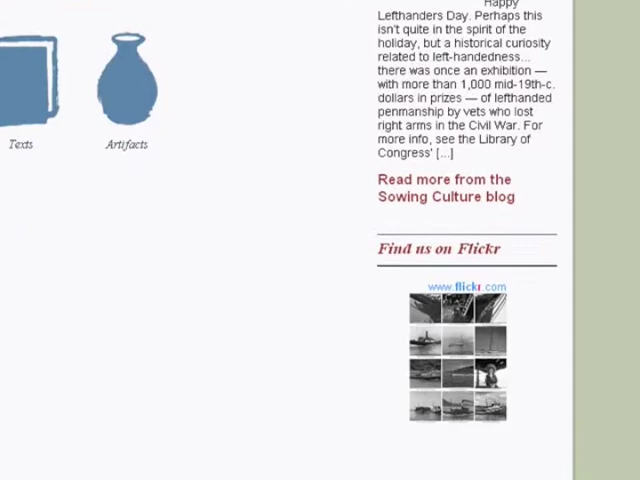 Texts
Artifacts
Happy
Lefthanders Day. Perhaps this
isn't quite in the spirit of the
holiday, but a historical curiosity
related to left-handedness...
there was once an exhibition —
with more than 1,000 mid-19th-c.
dollars in prizes — of lefthanded
penmanship by vets who lost
right arms in the Civil War. For
more info, see the Library of
Congress' [...]
Read more from the
Sowing Culture blog
Find us on Flickr
www.flickr.com